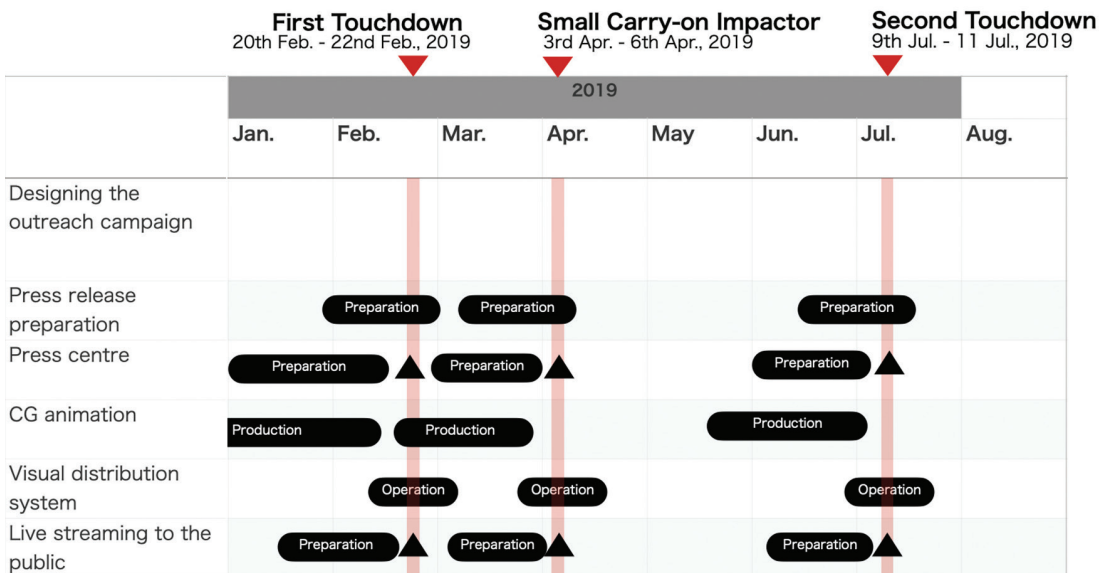 First Touchdown
20th Feb. - 22nd Feb., 2019
Small Carry-on Impactor
3rd Apr. - 6th Apr., 2019
Second Touchdown
9th Jul. - 11 Jul., 2019
2019
Jan. Feb. Mar. Apr. May Jun. Jul. Aug.
Designing the
outreach campaign
Press release
preparation
Preparation Preparation Preparation
Press centre
Preparation Preparation Preparation
CG animation
Production Production Production
Visual distribution
system
Operation Operation Operation
Live streaming to the
public
Preparation Preparation Preparation